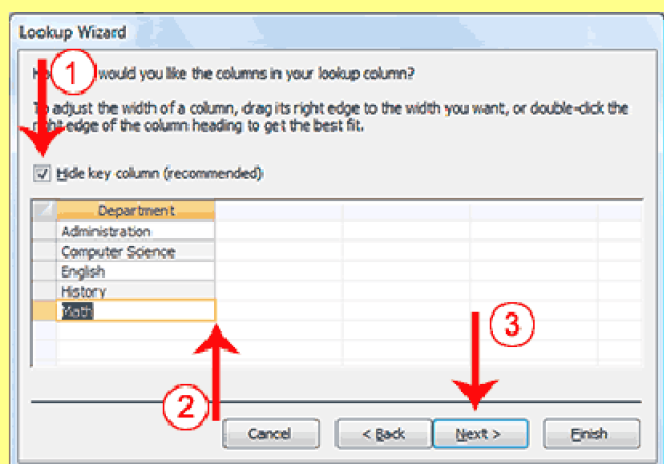 Lookup Wizard
1
would you like the columns in your lookup column?
To adjust the width of a column, drag its right edge to the width you want, or double-click the
right edge of the column heading to get the best fit.
Hide key column (recommended)
Department
Administration
Computer Science
English
History
Math
3
2
Cancel
< Back
Next >
Finish